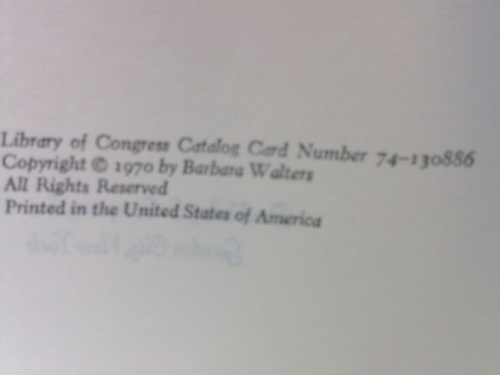 Library of Congress Catalog Card Number 74-130886
Copyright © 1970 by Barbara Walters
All Rights Reserved
Printed in the United States of America